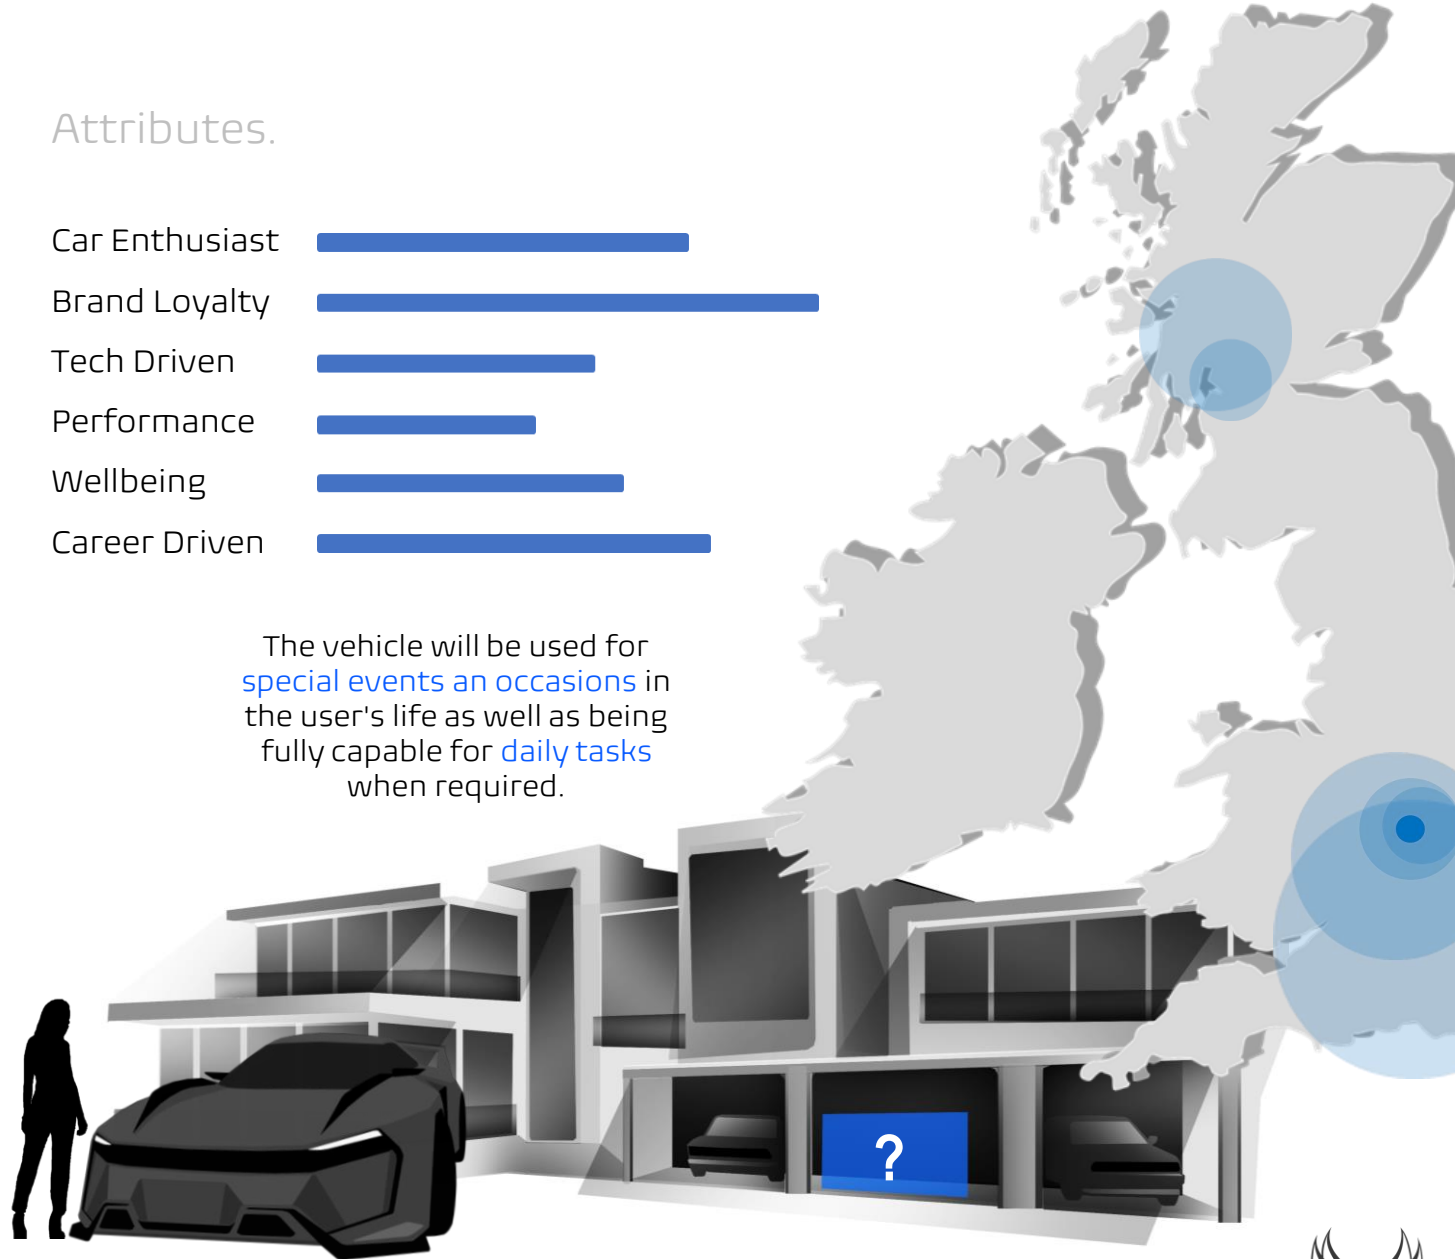 Attributes.
Car Enthusiast
Brand Loyalty
Tech Driven
Performance
Wellbeing
Career Driven
The vehicle will be used for
special events an occasions in
the user's life as well as being
fully capable for daily tasks
when required.
?